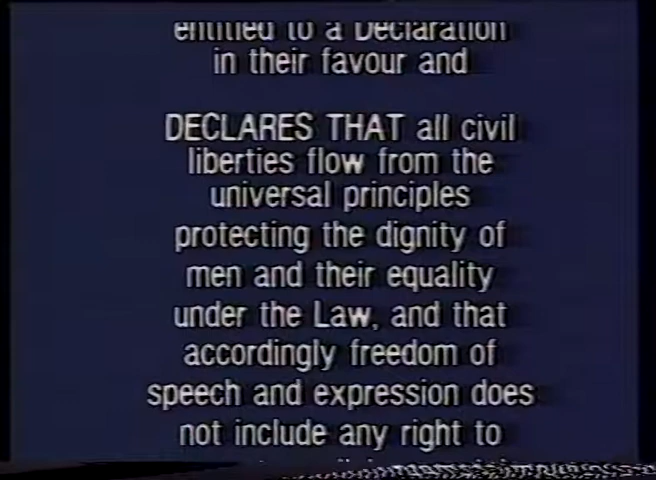 entitled to a Declaration
in their favour and
DECLARES THAT all civil
liberties flow from the
universal principles
protecting the dignity of
men and their equality
under the Law, and that
accordingly freedom of
speech and expression does
not include any right to